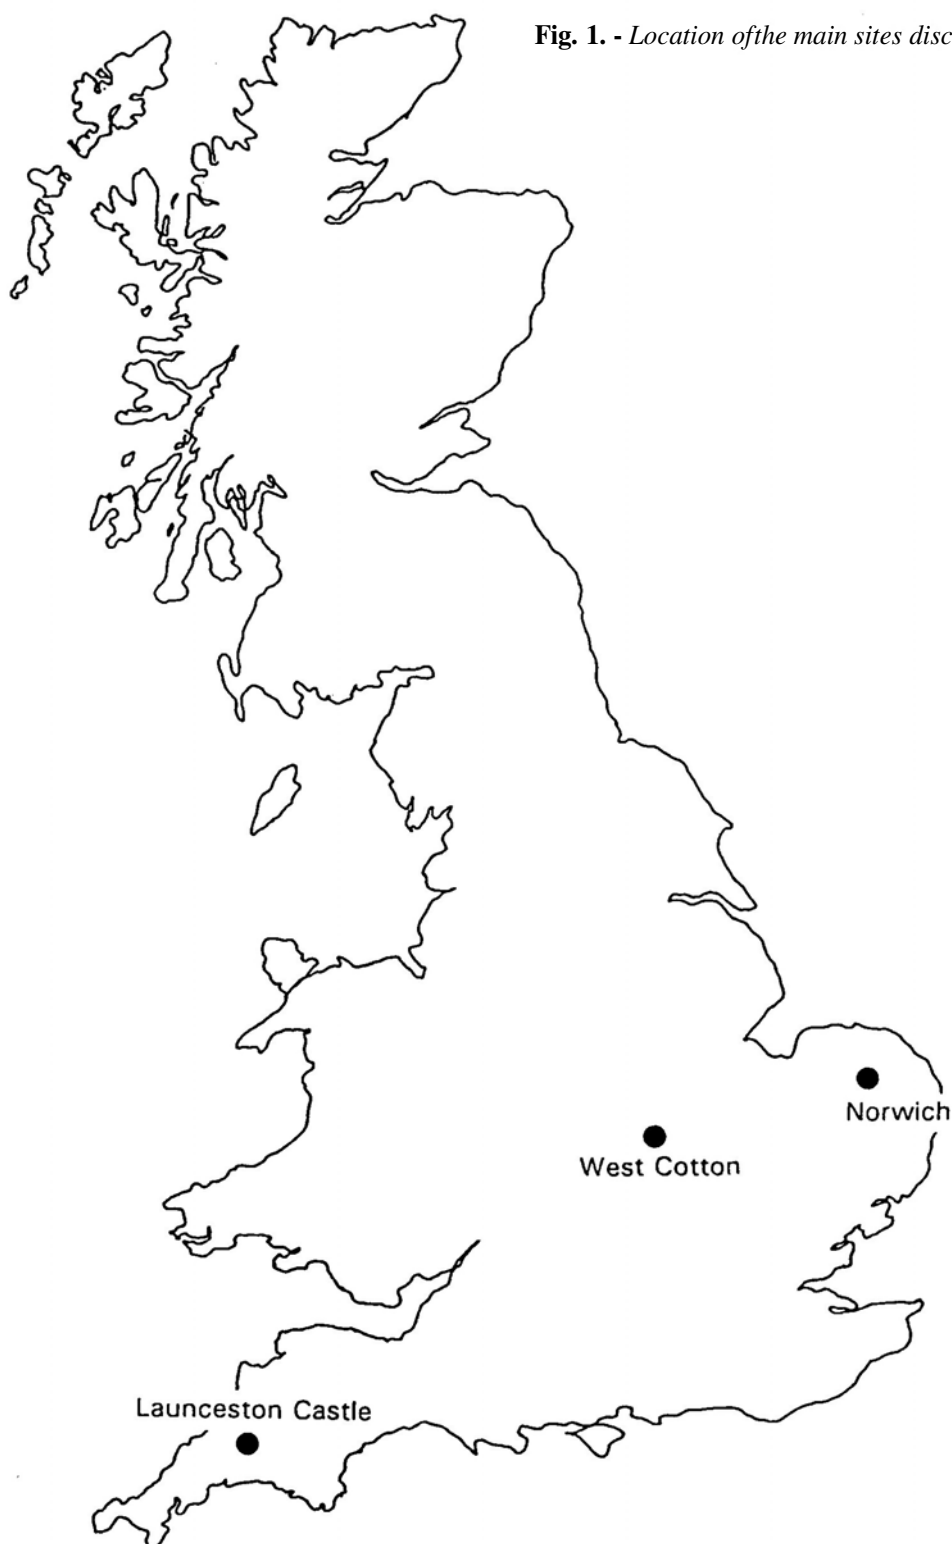 Fig. 1. - Location ofthe main sites disc
Norwich
West Cotton
Launceston Castle